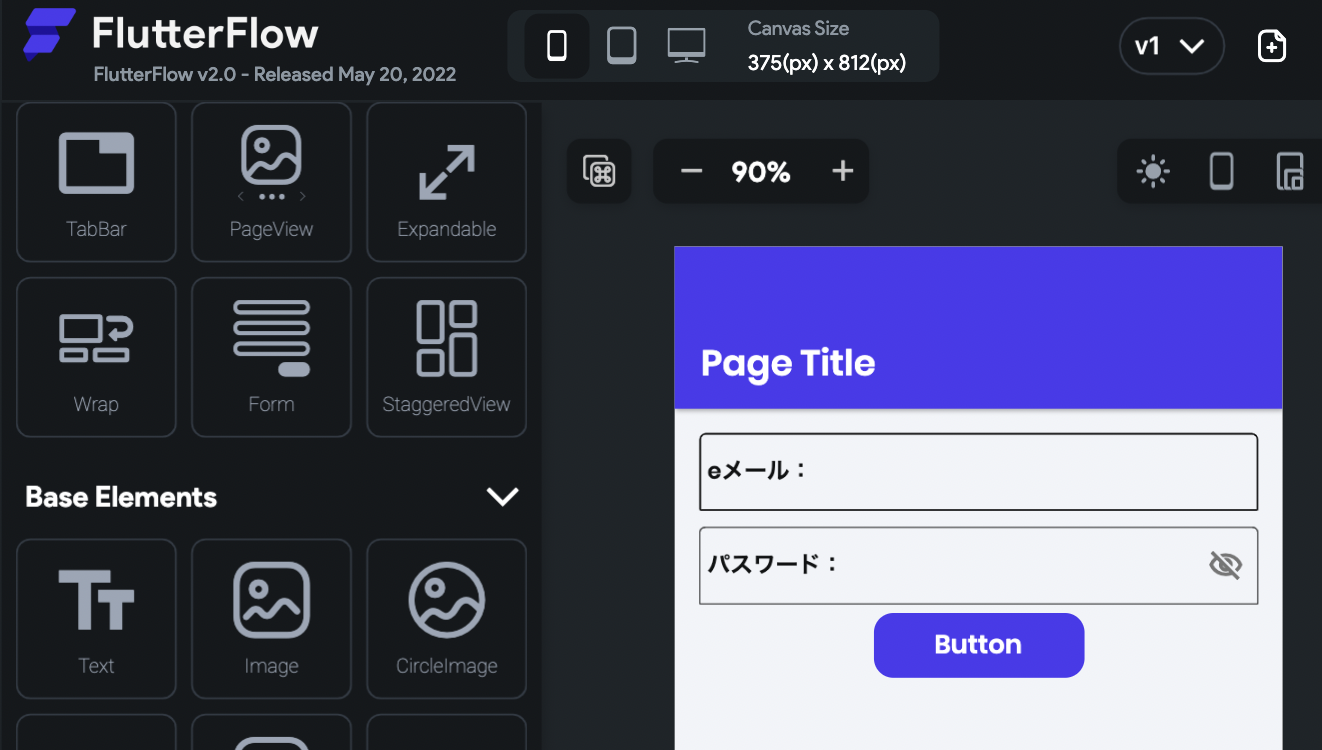 FlutterFlow
FlutterFlow v2.0 - Released May 20, 2022
Canvas Size
375(px) x 812(px)
v1
TabBar
PageView
Expandable
Wrap
Form
StaggeredView
Base Elements
Text
Image
CircleImage
90%
Page Title
eメール：
パスワード：
Button